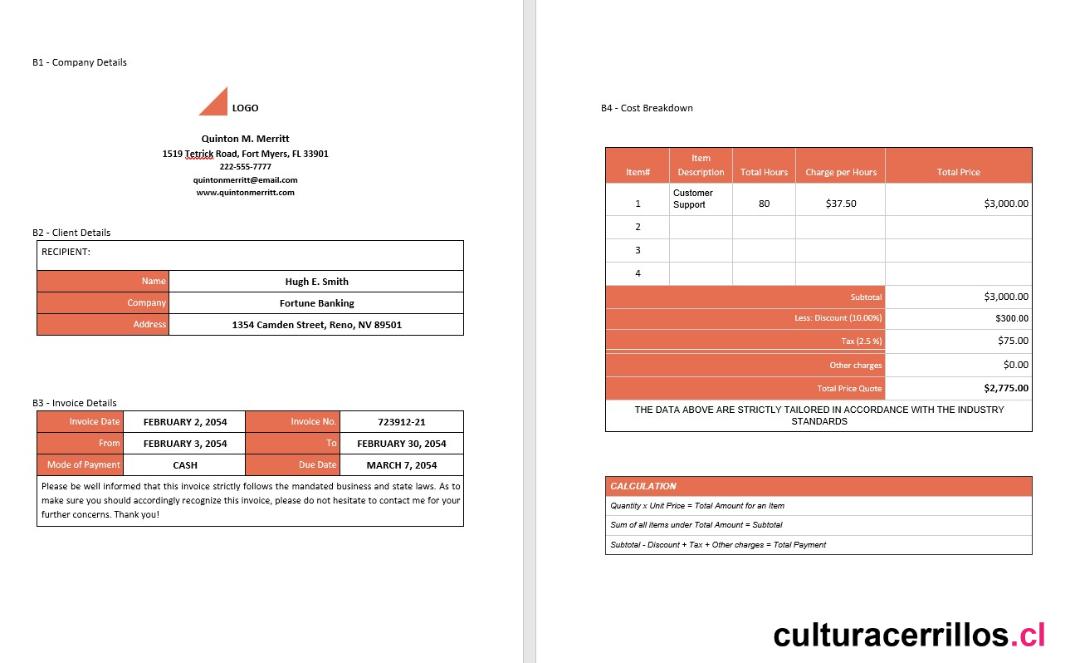 B1 - Company Details
LOGO
Quinton M. Merritt
1519 Tetrick Road, Fort Myers, FL 33901
222-555-7777
quintonmerritt@email.com
www.quintonmerritt.com
B2 - Client Details
RECIPIENT:
Name Hugh E. Smith
Company Fortune Banking
Address 1354 Camden Street, Reno, NV 89501
B3 - Invoice Details
Invoice Date FEBRUARY 2, 2054 Invoice No. 723912-21
From FEBRUARY 3, 2054 To FEBRUARY 30, 2054
Mode of Payment CASH Due Date MARCH 7, 2054
Please be well informed that this invoice strictly follows the mandated business and state laws. As to
make sure you should accordingly recognize this invoice, please do not hesitate to contact me for your
further concerns. Thank you!
B4 - Cost Breakdown
Item# Item Description Total Hours Charge per Hours Total Price
1 Customer Support 80 $37.50 $3,000.00
2
3
4
Subtotal $3,000.00
Less: Discount (10.00%) $300.00
Tax (2.5 %) $75.00
Other charges $0.00
Total Price Quote $2,775.00
THE DATA ABOVE ARE STRICTLY TAILORED IN ACCORDANCE WITH THE INDUSTRY
STANDARDS
CALCULATION
Quantity x Unit Price = Total Amount for an Item
Sum of all items under Total Amount = Subtotal
Subtotal - Discount + Tax + Other charges = Total Payment
culturacerrillos.cl